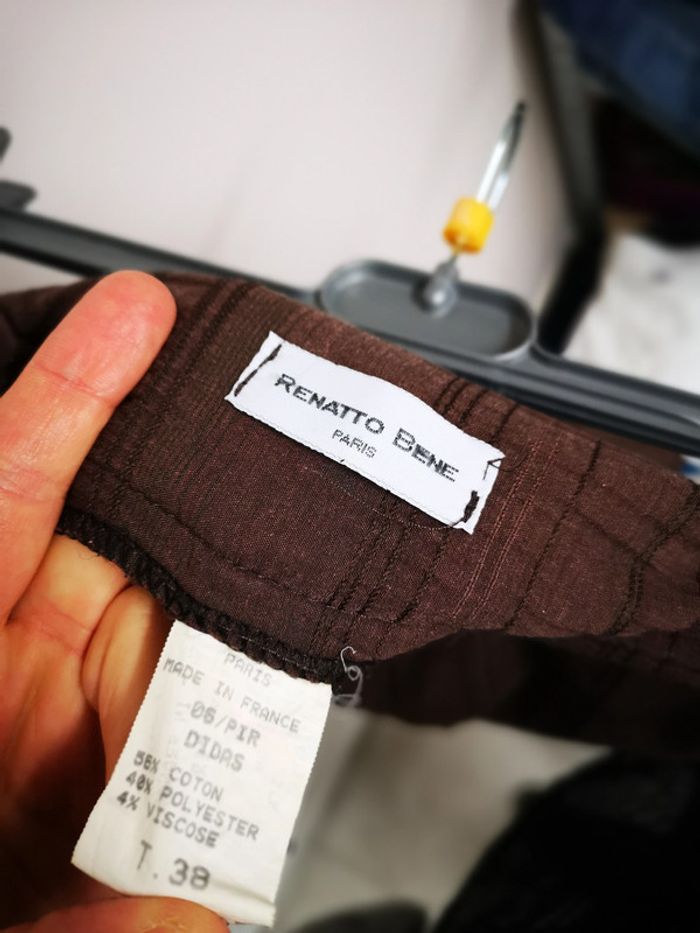 RENATTO BENE
PARIS
PARIS
MADE IN FRANCE
06/PIR
DIDAS
56% COTON
40% POLYESTER
4% VISCOSE
T.38